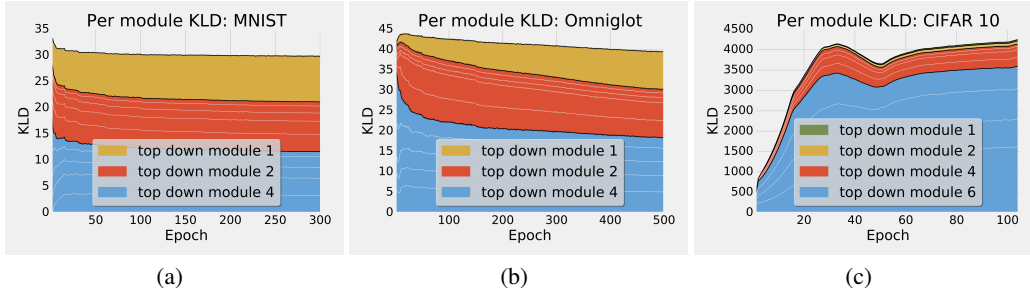 Per module KLD: MNIST
35
30
25
20
15
10
5
0
KLD
50 100 150 200 250 300
Epoch
top down module 1
top down module 2
top down module 4
(a)
Per module KLD: Omniglot
45
40
35
30
25
20
15
10
5
0
KLD
100 200 300 400 500
Epoch
top down module 1
top down module 2
top down module 4
(b)
Per module KLD: CIFAR 10
4500
4000
3500
3000
2500
2000
1500
1000
500
0
KLD
20 40 60 80 100
Epoch
top down module 1
top down module 2
top down module 4
top down module 6
(c)